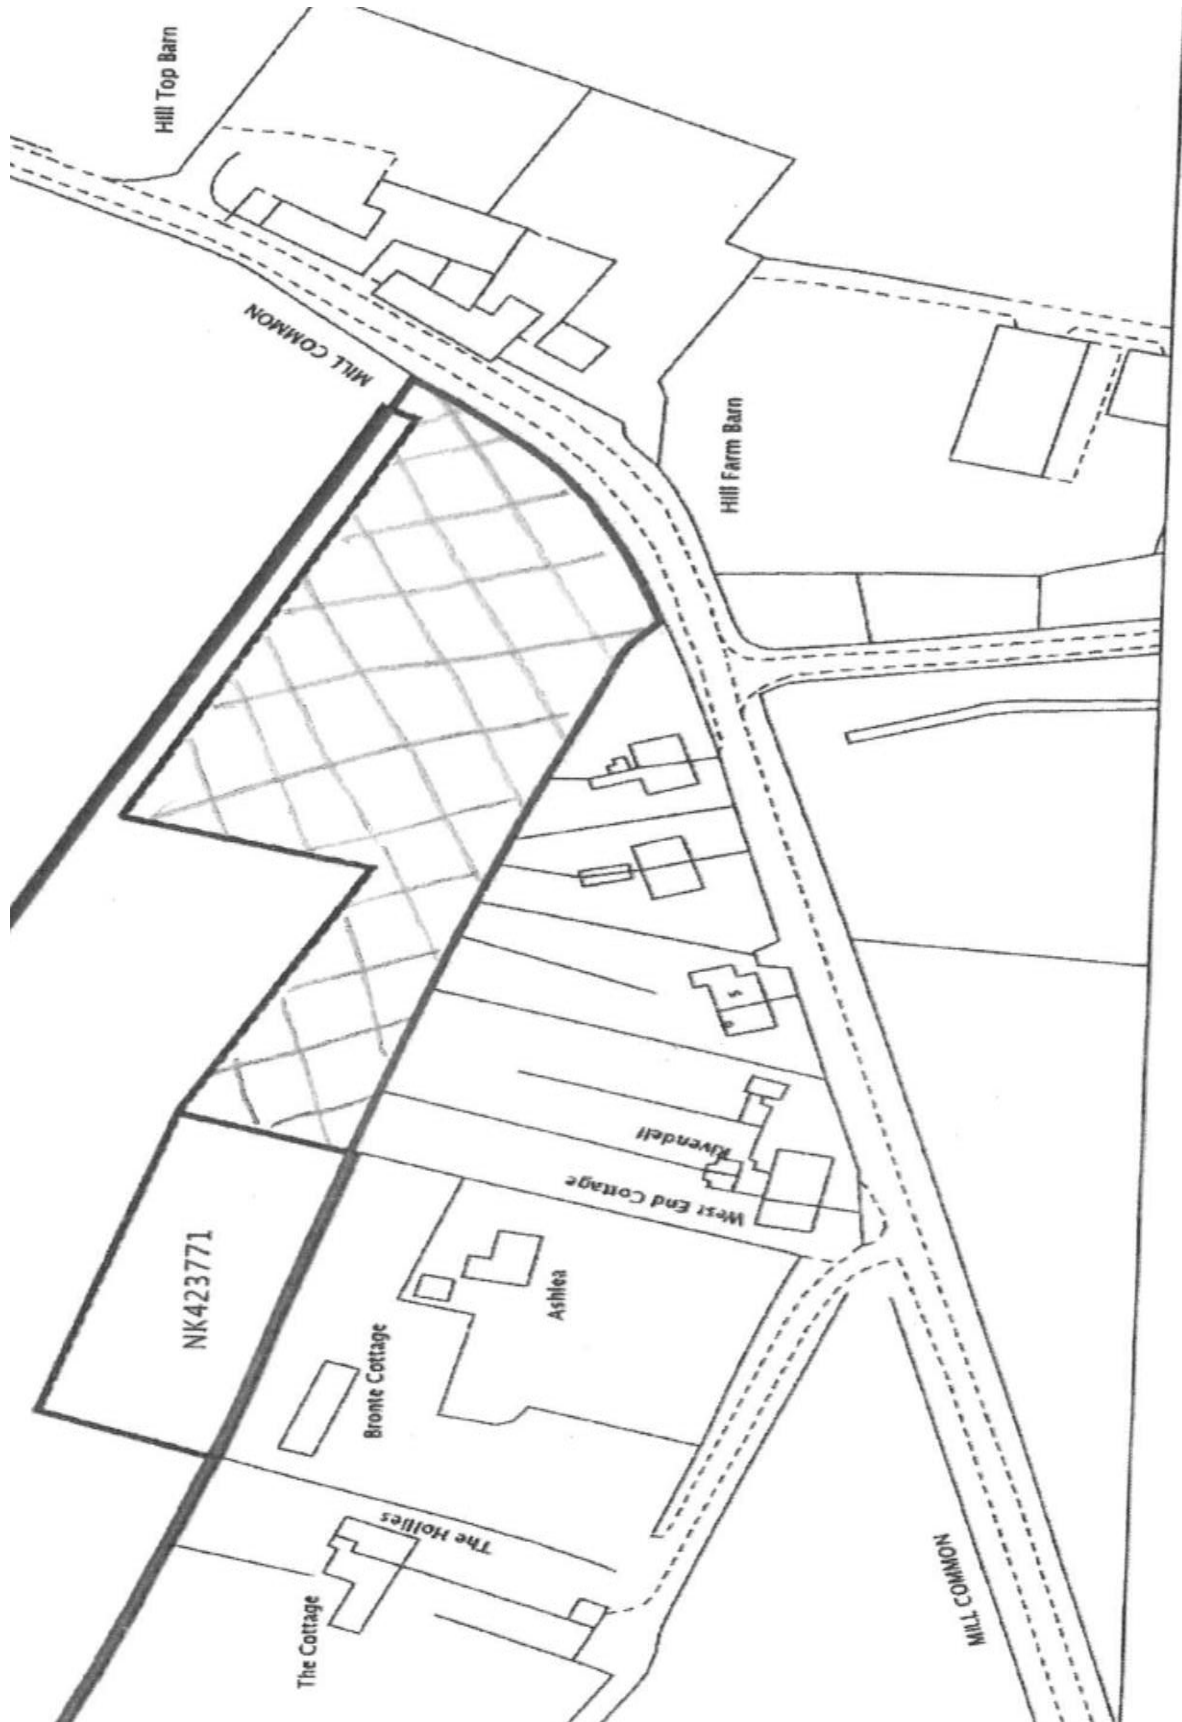 Hill Top Barn
MILL COMMON
Hill Farm Barn
S
Rivendell
West End Cottage
NK423771
Ashlea
Bronte Cottage
The Hollies
The Cottage
MILL COMMON